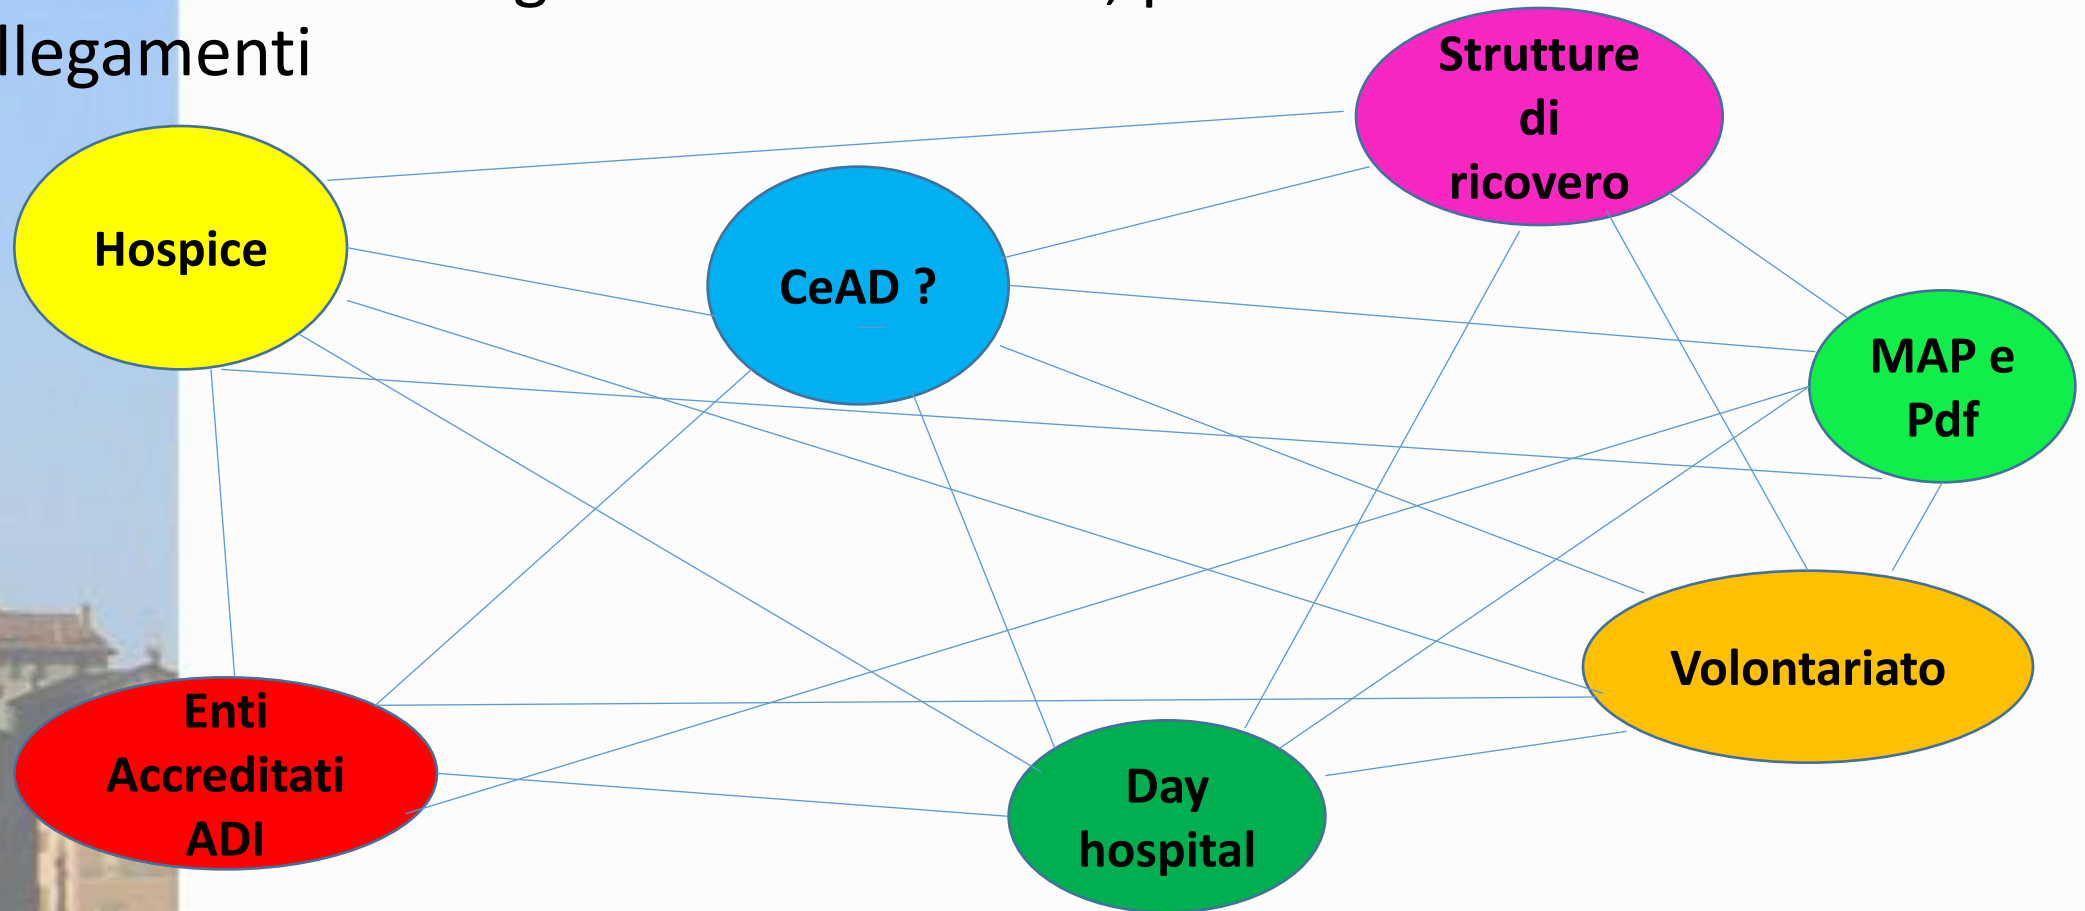 llegamenti
Strutture
di
ricovero
Hospice
CeAD ?
MAP e
Pdf
Volontariato
Enti
Accreditati
ADI
Day
hospital